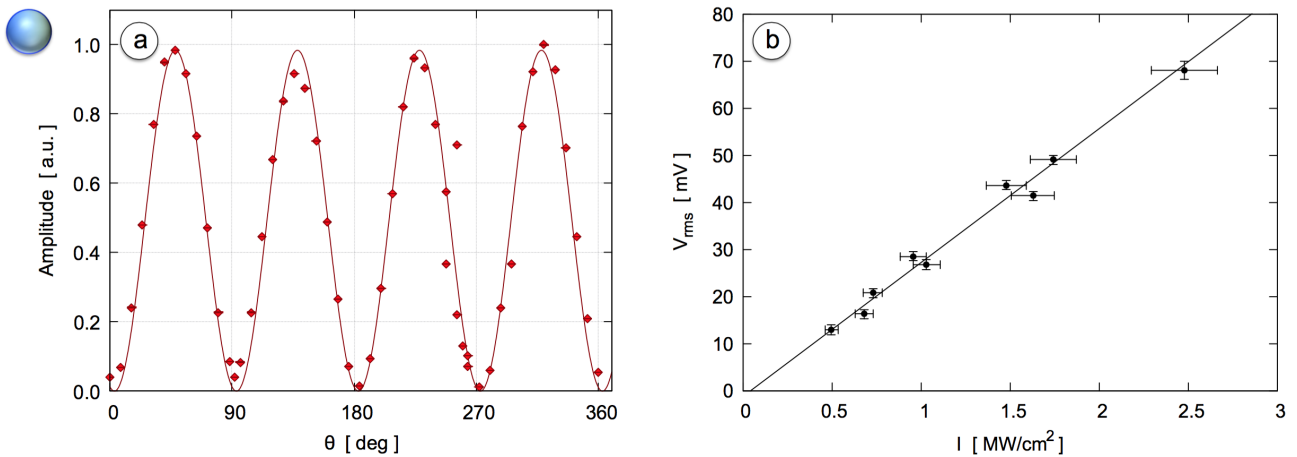 a
Amplitude [ a.u. ]
1.0
0.8
0.6
0.4
0.2
0.0
0 90 180 270 360
θ [ deg ]
b
V_rms [ mV ]
80
70
60
50
40
30
20
10
0
0 0.5 1 1.5 2 2.5 3
I [ MW/cm² ]